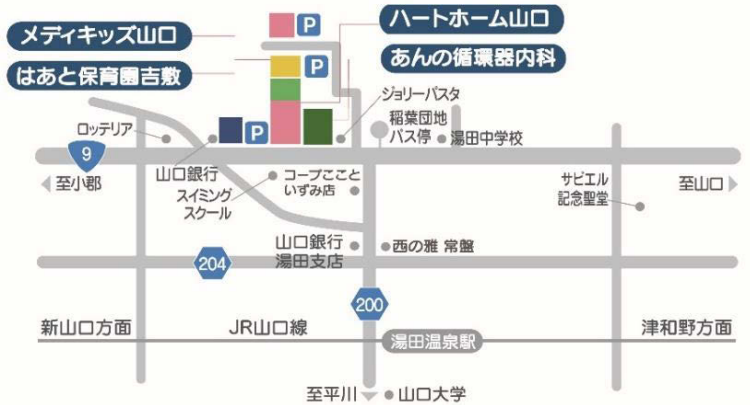 メディキッズ山口
P
ハートホーム山口
はあと保育園吉敷
P
あんの循環器内科
ジョリーパスタ
ロッテリア
P
稲葉団地
バス停
湯田中学校
9
山口銀行
コープここと
いずみ店
スイミング
スクール
至小郡
サビエル
記念聖堂
至山口
山口銀行
湯田支店
西の雅 常盤
204
200
新山口方面
JR山口線
湯田温泉駅
津和野方面
至平川
山口大学